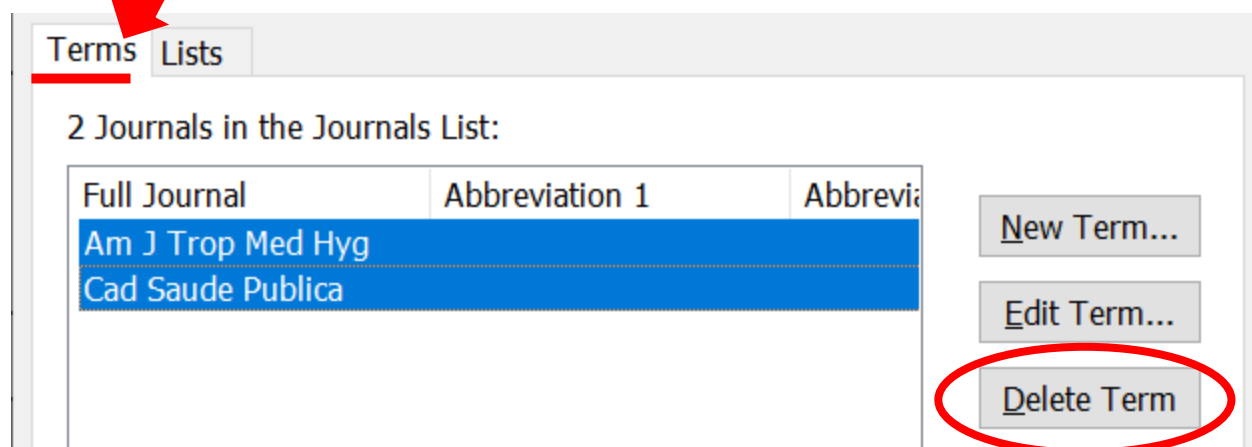 Terms Lists
2 Journals in the Journals List:
Full Journal Abbreviation 1
Am J Trop Med Hyg
Cad Saude Publica
New Term...
Edit Term...
Delete Term